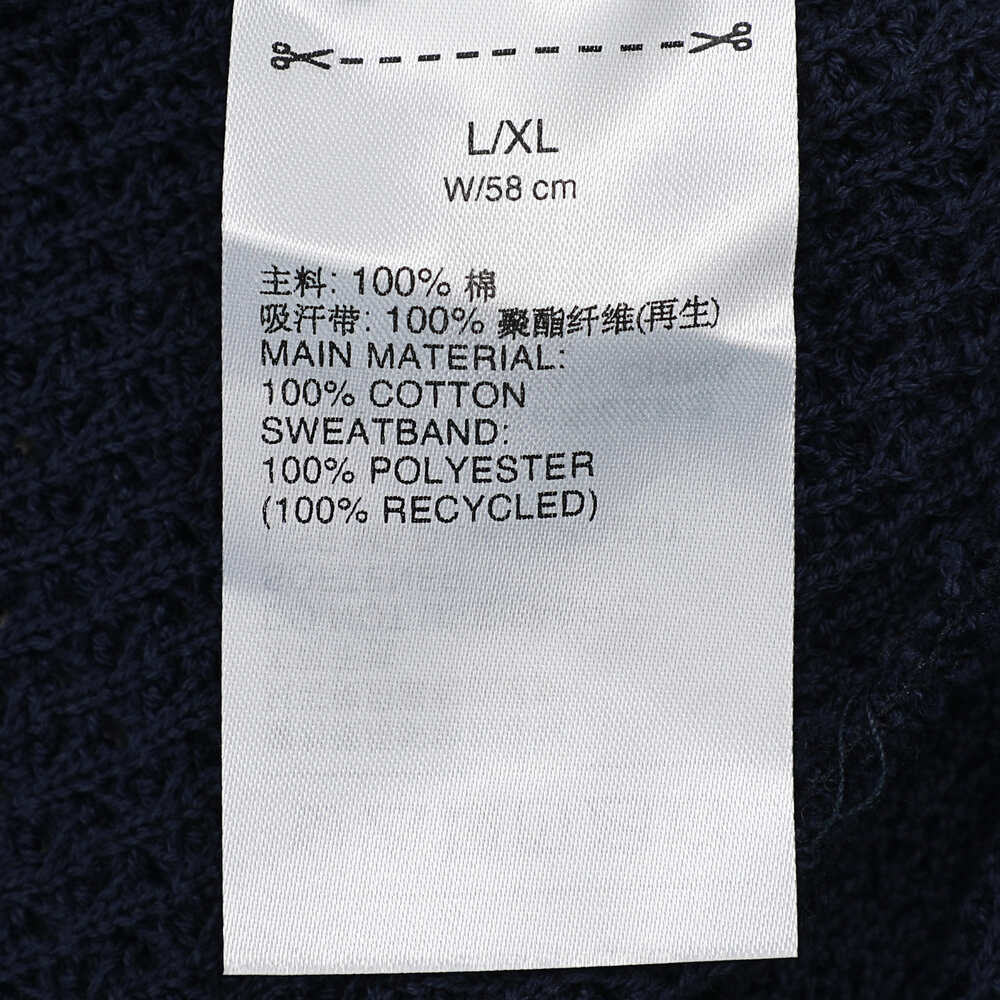 L/XL
W/58 cm
主料: 100% 棉
吸汗带: 100% 聚酯纤维(再生)
MAIN MATERIAL:
100% COTTON
SWEATBAND:
100% POLYESTER
(100% RECYCLED)